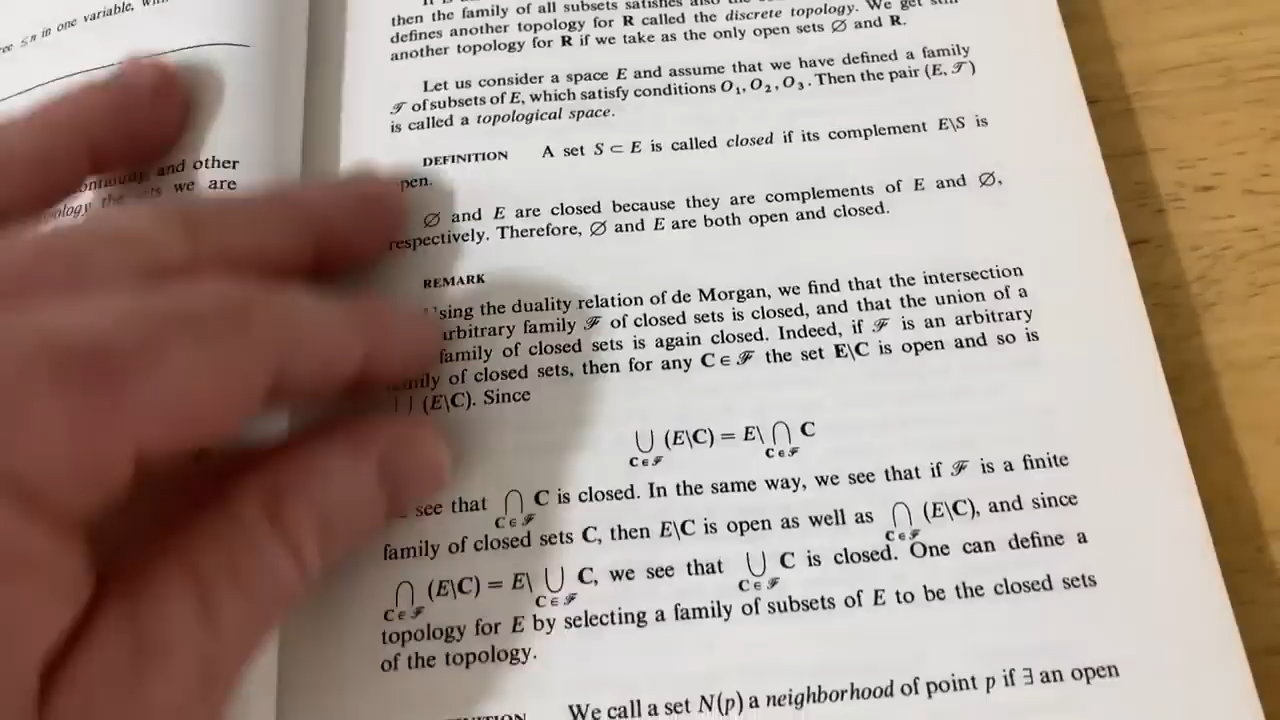 ≤ n in one variable,
and other
ology the we are
then the family of all subsets satisfies
defines another topology for R called the discrete topology. We get
another topology for R if we take as the only open sets ∅ and R.
Let us consider a space E and assume that we have defined a family
𝒯 of subsets of E, which satisfy conditions O₁, O₂, O₃. Then the pair (E, 𝒯)
is called a topological space.
DEFINITION A set S ⊂ E is called closed if its complement E\S is
pen.
∅ and E are closed because they are complements of E and ∅,
respectively. Therefore, ∅ and E are both open and closed.
REMARK
sing the duality relation of de Morgan, we find that the intersection
arbitrary family ℱ of closed sets is closed, and that the union of a
family of closed sets is again closed. Indeed, if ℱ is an arbitrary
mily of closed sets, then for any C ∈ ℱ the set E\C is open and so is
(E\C). Since
⋃ (E\C) = E\ ⋂ C
C∈ℱ C∈ℱ
see that ⋂ C is closed. In the same way, we see that if ℱ is a finite
C∈ℱ
family of closed sets C, then E\C is open as well as ⋂ (E\C), and since
C∈ℱ
⋂ (E\C) = E\ ⋃ C, we see that ⋃ C is closed. One can define a
C∈ℱ C∈ℱ C∈ℱ
topology for E by selecting a family of subsets of E to be the closed sets
of the topology.
We call a set N(p) a neighborhood of point p if ∃ an open